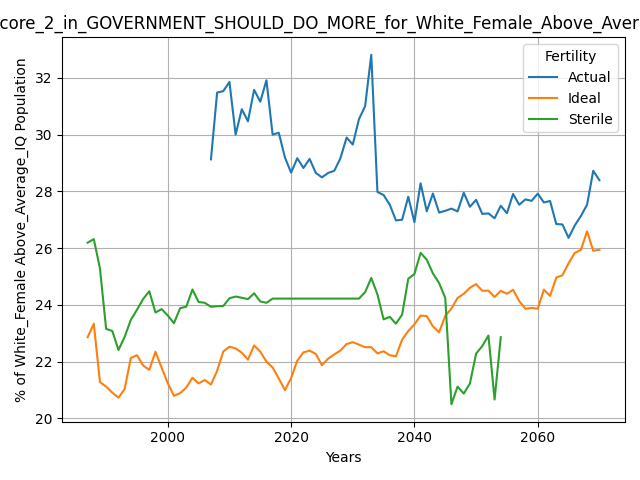 core_2_in_GOVERNMENT_SHOULD_DO_MORE_for_White_Female_Above_Aver
Fertility
Actual
Ideal
Sterile
% of White_Female Above_Average_IQ Population
32
30
28
26
24
22
20
2000
2020
2040
2060
Years